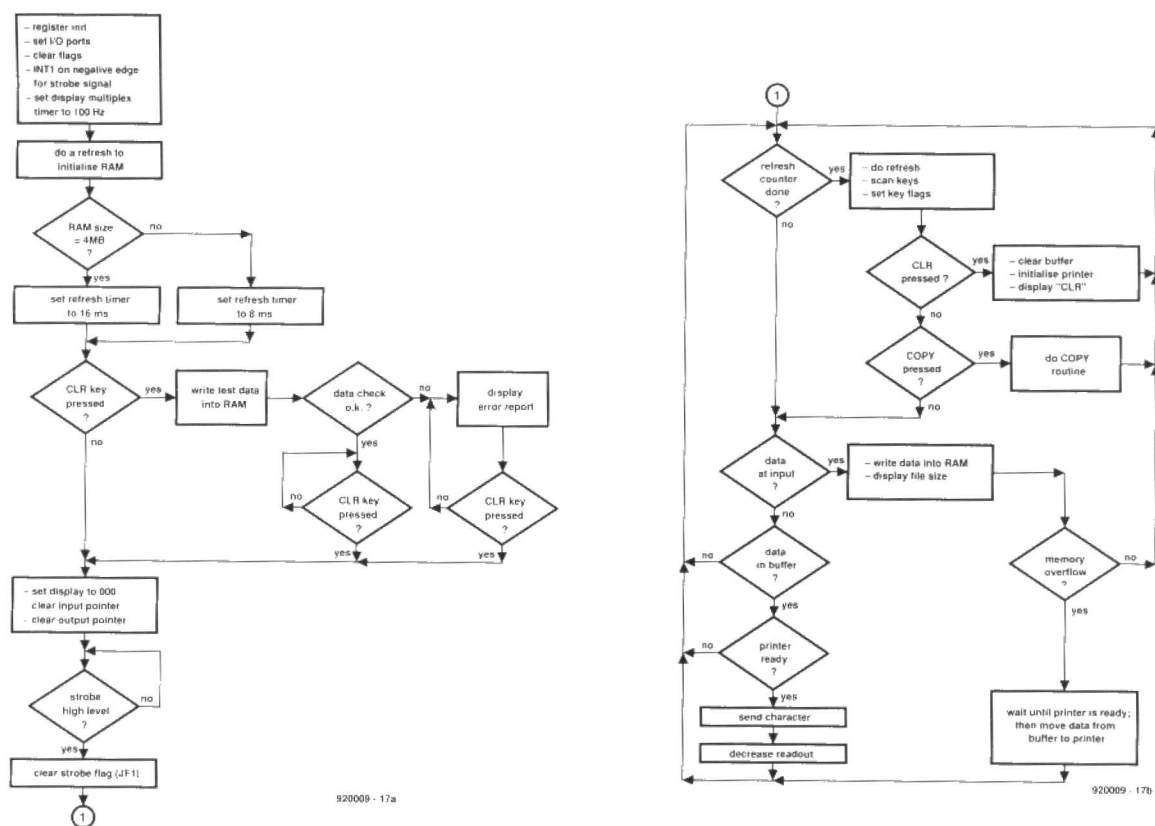 – register init
– set I/O ports
– clear flags
– INT1 on negative edge
for strobe signal
– set display multiplex
timer to 100 Hz
do a refresh to
initialise RAM
RAM size
= 4MB
?
no
yes
set refresh timer
to 16 ms
set refresh timer
to 8 ms
CLR key
pressed
?
yes
no
write test data
into RAM
data check
o.k. ?
no
yes
display
error report
CLR key
pressed
?
no
yes
CLR key
pressed
?
no
yes
– set display to 000
clear input pointer
– clear output pointer
strobe
high level
?
no
yes
clear strobe flag (JF1)
1
920009 - 17a
1
refresh
counter
done
?
yes
no
– do refresh
– scan keys
– set key flags
CLR
pressed ?
yes
no
– clear buffer
– initialise printer
– display "CLR"
COPY
pressed
?
yes
no
do COPY
routine
data
at input
?
yes
no
– write data into RAM
– display file size
data
in buffer
?
no
yes
memory
overflow
?
no
yes
printer
ready
?
no
yes
send character
decrease readout
wait until printer is ready;
then move data from
buffer to printer
920009 - 17b